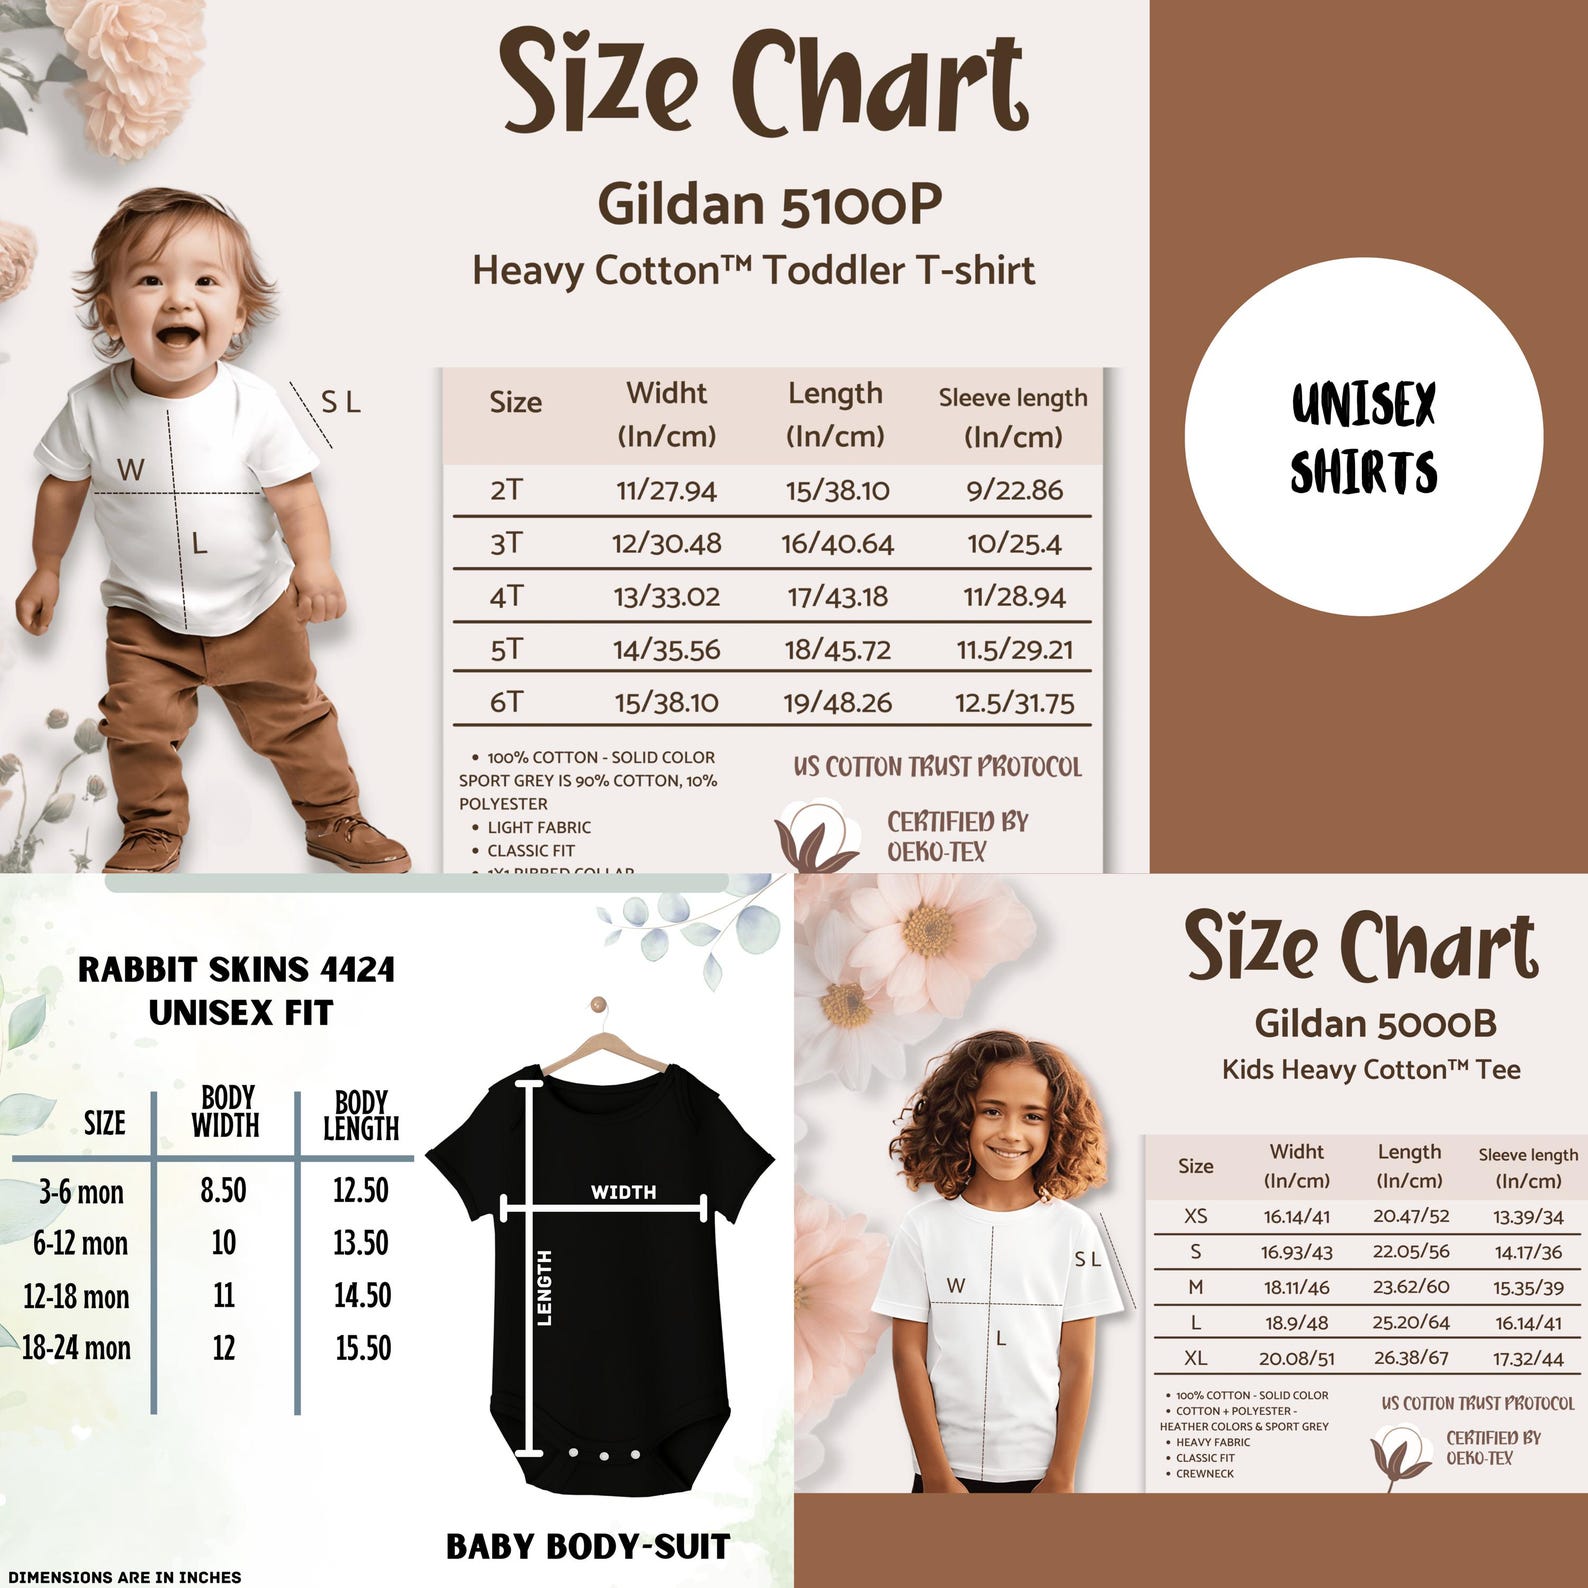 Size Chart
Gildan 5100P
Heavy Cotton™ Toddler T-shirt
S L
W
L
Size Widht (In/cm) Length (In/cm) Sleeve length (In/cm)
2T 11/27.94 15/38.10 9/22.86
3T 12/30.48 16/40.64 10/25.4
4T 13/33.02 17/43.18 11/28.94
5T 14/35.56 18/45.72 11.5/29.21
6T 15/38.10 19/48.26 12.5/31.75
• 100% COTTON - SOLID COLOR
SPORT GREY IS 90% COTTON, 10%
POLYESTER
• LIGHT FABRIC
• CLASSIC FIT
• 1X1 RIBBED COLLAR
US COTTON TRUST PROTOCOL
CERTIFIED BY
OEKO-TEX
UNISEX
SHIRTS
RABBIT SKINS 4424
UNISEX FIT
SIZE BODY WIDTH BODY LENGTH
3-6 mon 8.50 12.50
6-12 mon 10 13.50
12-18 mon 11 14.50
18-24 mon 12 15.50
WIDTH
LENGTH
BABY BODY-SUIT
DIMENSIONS ARE IN INCHES
Size Chart
Gildan 5000B
Kids Heavy Cotton™ Tee
S L
W
L
Size Widht (In/cm) Length (In/cm) Sleeve length (In/cm)
XS 16.14/41 20.47/52 13.39/34
S 16.93/43 22.05/56 14.17/36
M 18.11/46 23.62/60 15.35/39
L 18.9/48 25.20/64 16.14/41
XL 20.08/51 26.38/67 17.32/44
• 100% COTTON - SOLID COLOR
• COTTON + POLYESTER -
HEATHER COLORS & SPORT GREY
• HEAVY FABRIC
• CLASSIC FIT
• CREWNECK
US COTTON TRUST PROTOCOL
CERTIFIED BY
OEKO-TEX